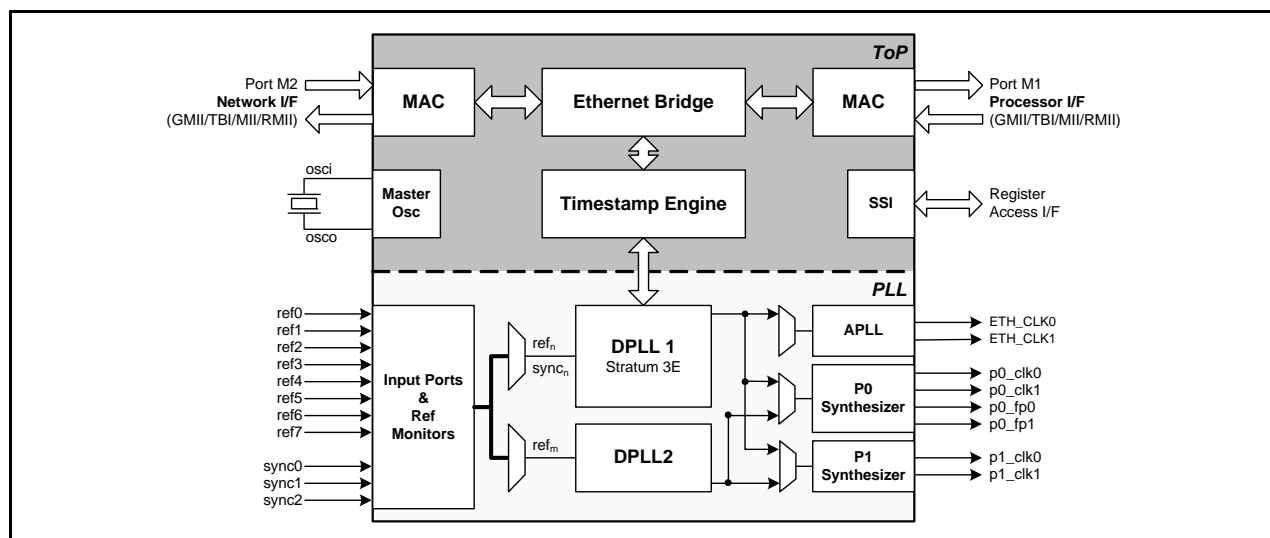 ToP
Port M2
Network I/F
(GMII/TBI/MII/RMII)
MAC
Ethernet Bridge
MAC
Port M1
Processor I/F
(GMII/TBI/MII/RMII)
osci
osco
Master
Osc
Timestamp Engine
SSI
Register
Access I/F
PLL
ref0
ref1
ref2
ref3
ref4
ref5
ref6
ref7
sync0
sync1
sync2
Input Ports
&
Ref
Monitors
refn
syncn
refm
DPLL 1
Stratum 3E
DPLL2
APLL
P0
Synthesizer
P1
Synthesizer
ETH_CLK0
ETH_CLK1
p0_clk0
p0_clk1
p0_fp0
p0_fp1
p1_clk0
p1_clk1